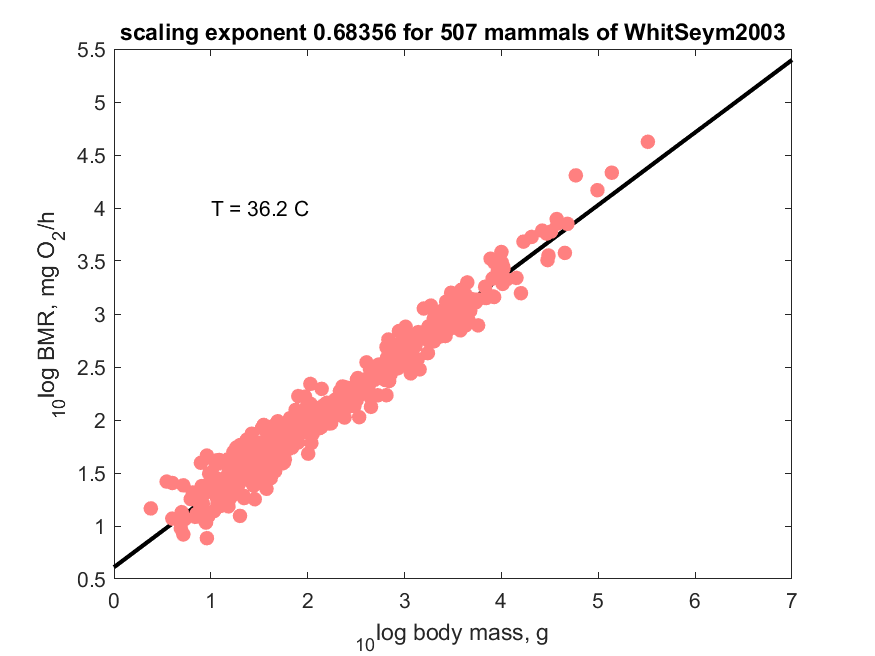 scaling exponent 0.68356 for 507 mammals of WhitSeym2003
5.5
5
4.5
4
3.5
3
2.5
2
1.5
1
0.5
T = 36.2 C
10log BMR, mg O2/h
0 1 2 3 4 5 6 7
10log body mass, g